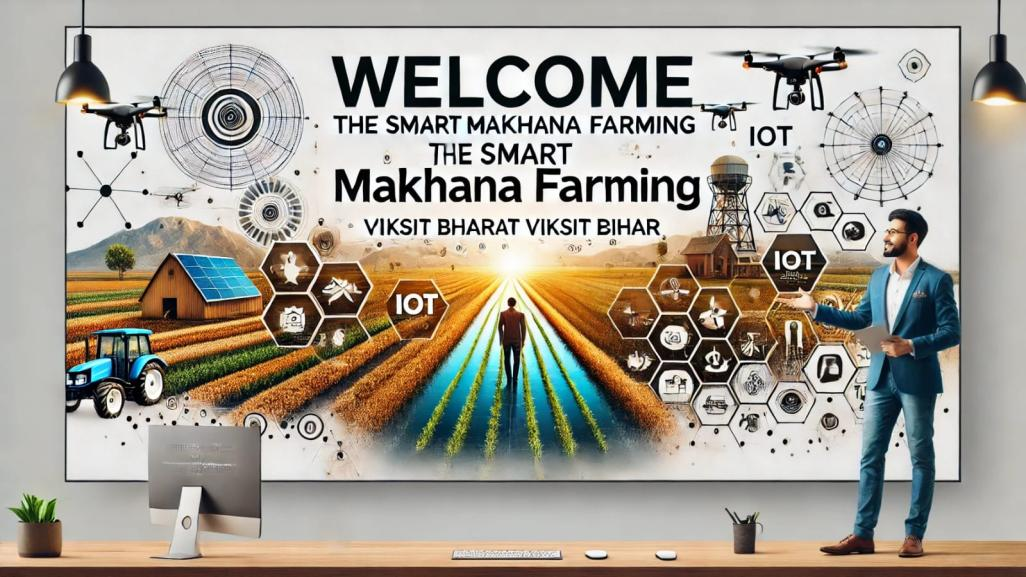 WELCOME
THE SMART MAKHANA FARMING
THE SMART
Makhana Farming
VIKSIT BHARAT VIKSIT BIHAR
IOT
IOT
IOT